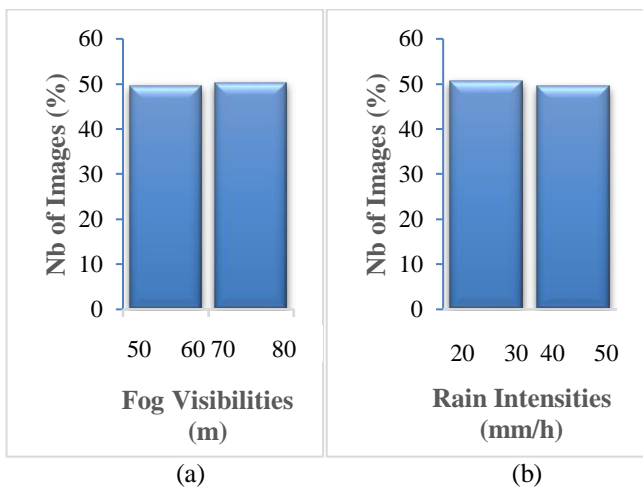 Nb of Images (%)
60
50
40
30
20
10
0
50 60 70 80
Fog Visibilities
(m)
(a)
Nb of Images (%)
60
50
40
30
20
10
0
20 30 40 50
Rain Intensities
(mm/h)
(b)